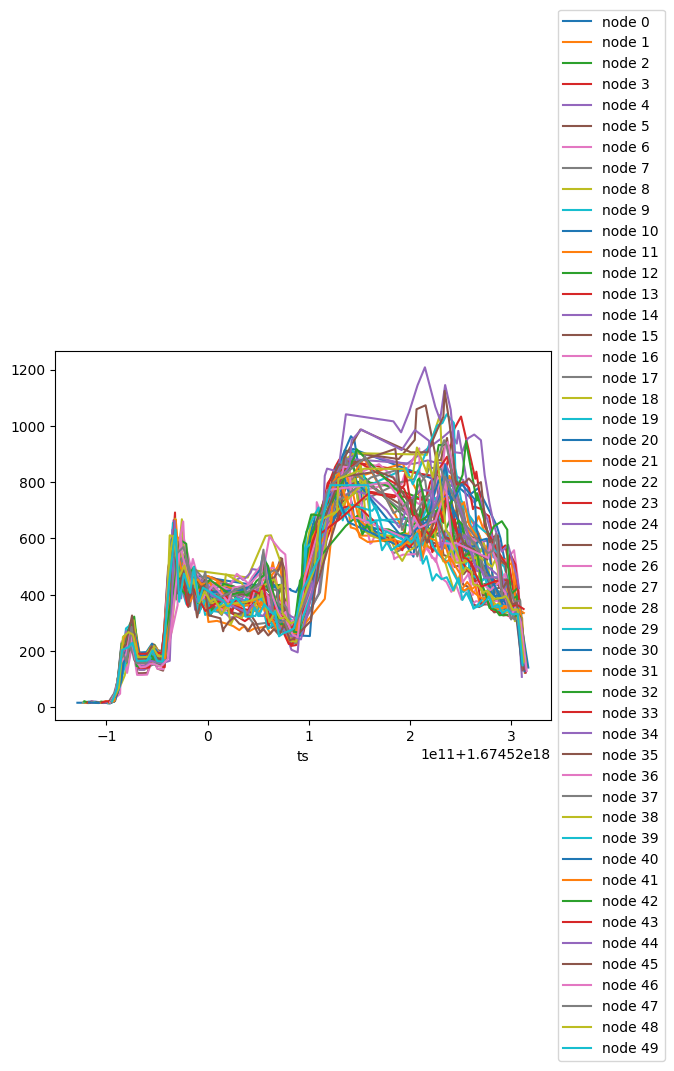 1200
1000
800
600
400
200
0
−1
0
1
2
3
ts
1e11+1.67452e18
node 0
node 1
node 2
node 3
node 4
node 5
node 6
node 7
node 8
node 9
node 10
node 11
node 12
node 13
node 14
node 15
node 16
node 17
node 18
node 19
node 20
node 21
node 22
node 23
node 24
node 25
node 26
node 27
node 28
node 29
node 30
node 31
node 32
node 33
node 34
node 35
node 36
node 37
node 38
node 39
node 40
node 41
node 42
node 43
node 44
node 45
node 46
node 47
node 48
node 49